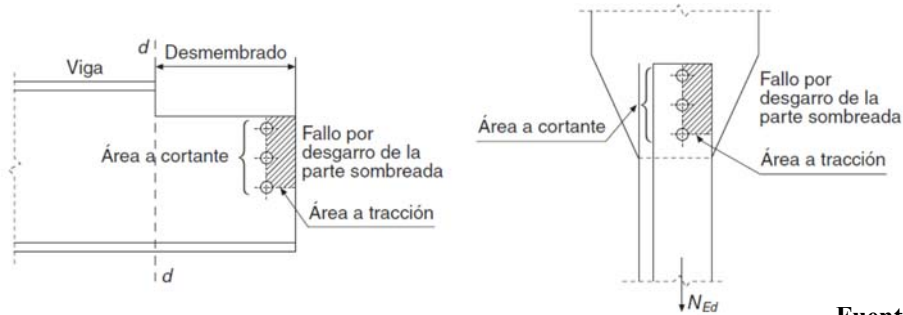 d
Desmembrado
Viga
Fallo por
desgarro de la
parte sombreada
Área a cortante
Área a tracción
d
Fallo por
desgarro de la
parte sombreada
Área a cortante
Área a tracción
N_Ed
Fuent